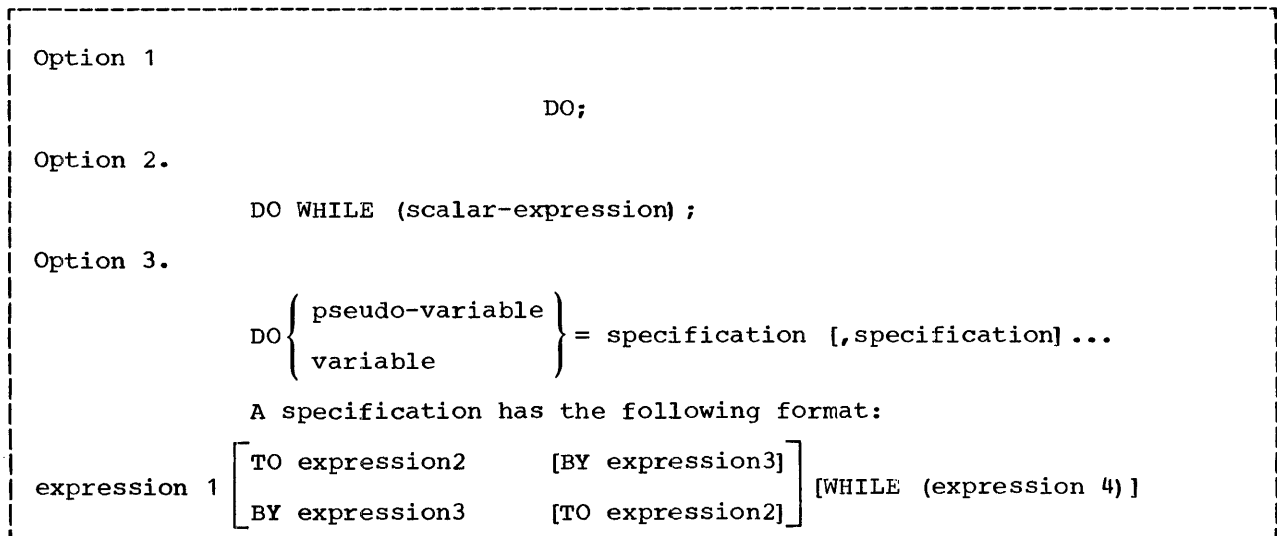 Option 1
DO;
Option 2.
DO WHILE (scalar-expression) ;
Option 3.
pseudo-variable
DO = specification [,specification] ...
variable
A specification has the following format:
TO expression2 [BY expression3]
expression 1 [WHILE (expression 4) ]
BY expression3 [TO expression2]